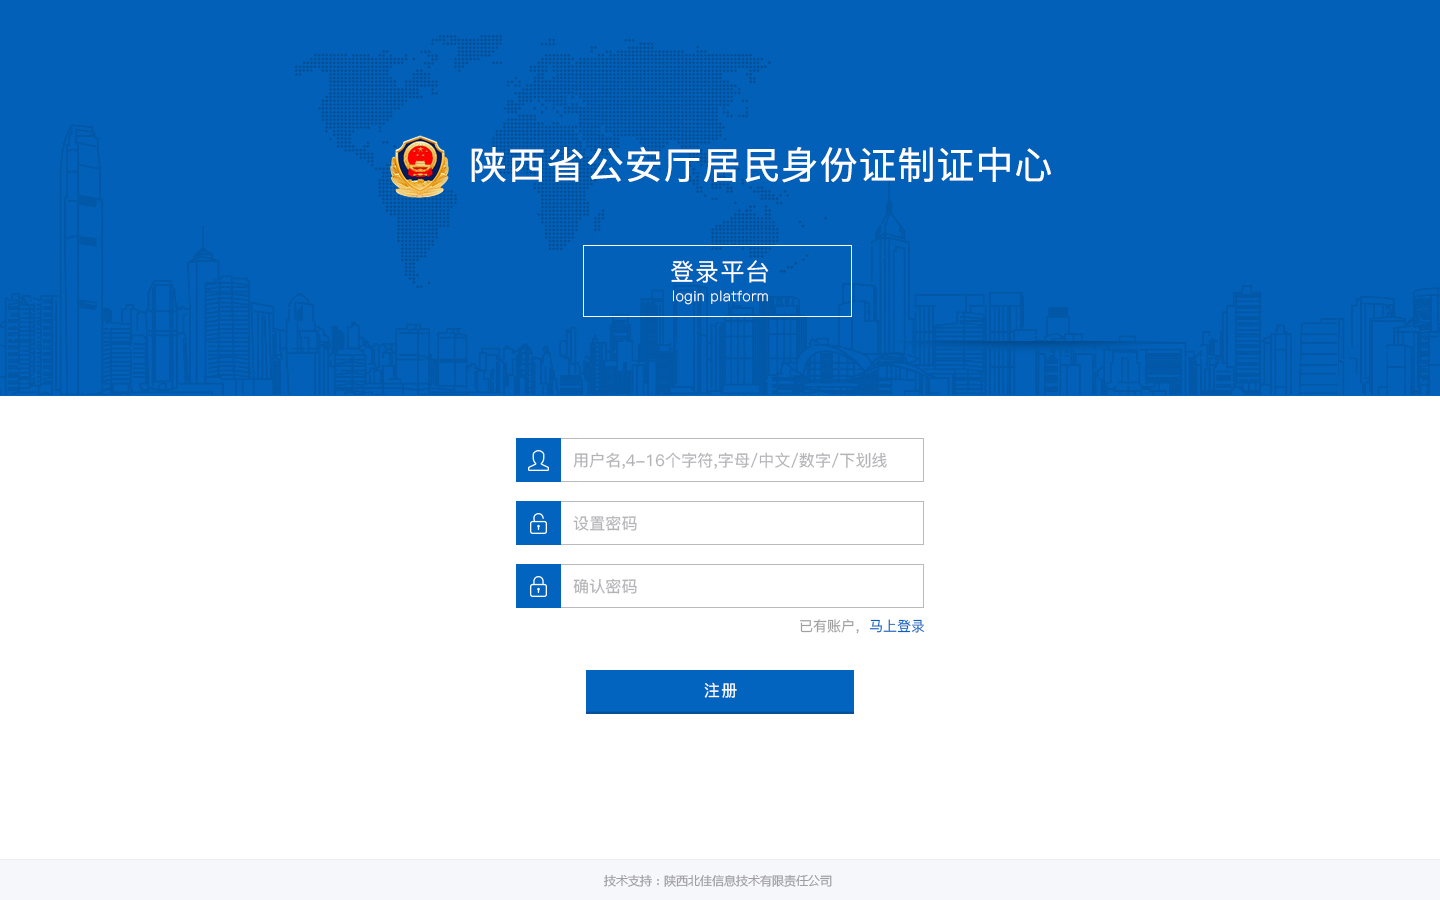 陕西省公安厅居民身份证制证中心
登录平台
login platform
用户名,4-16个字符,字母/中文/数字/下划线
设置密码
确认密码
已有账户，马上登录
注册
技术支持：陕西北佳信息技术有限责任公司